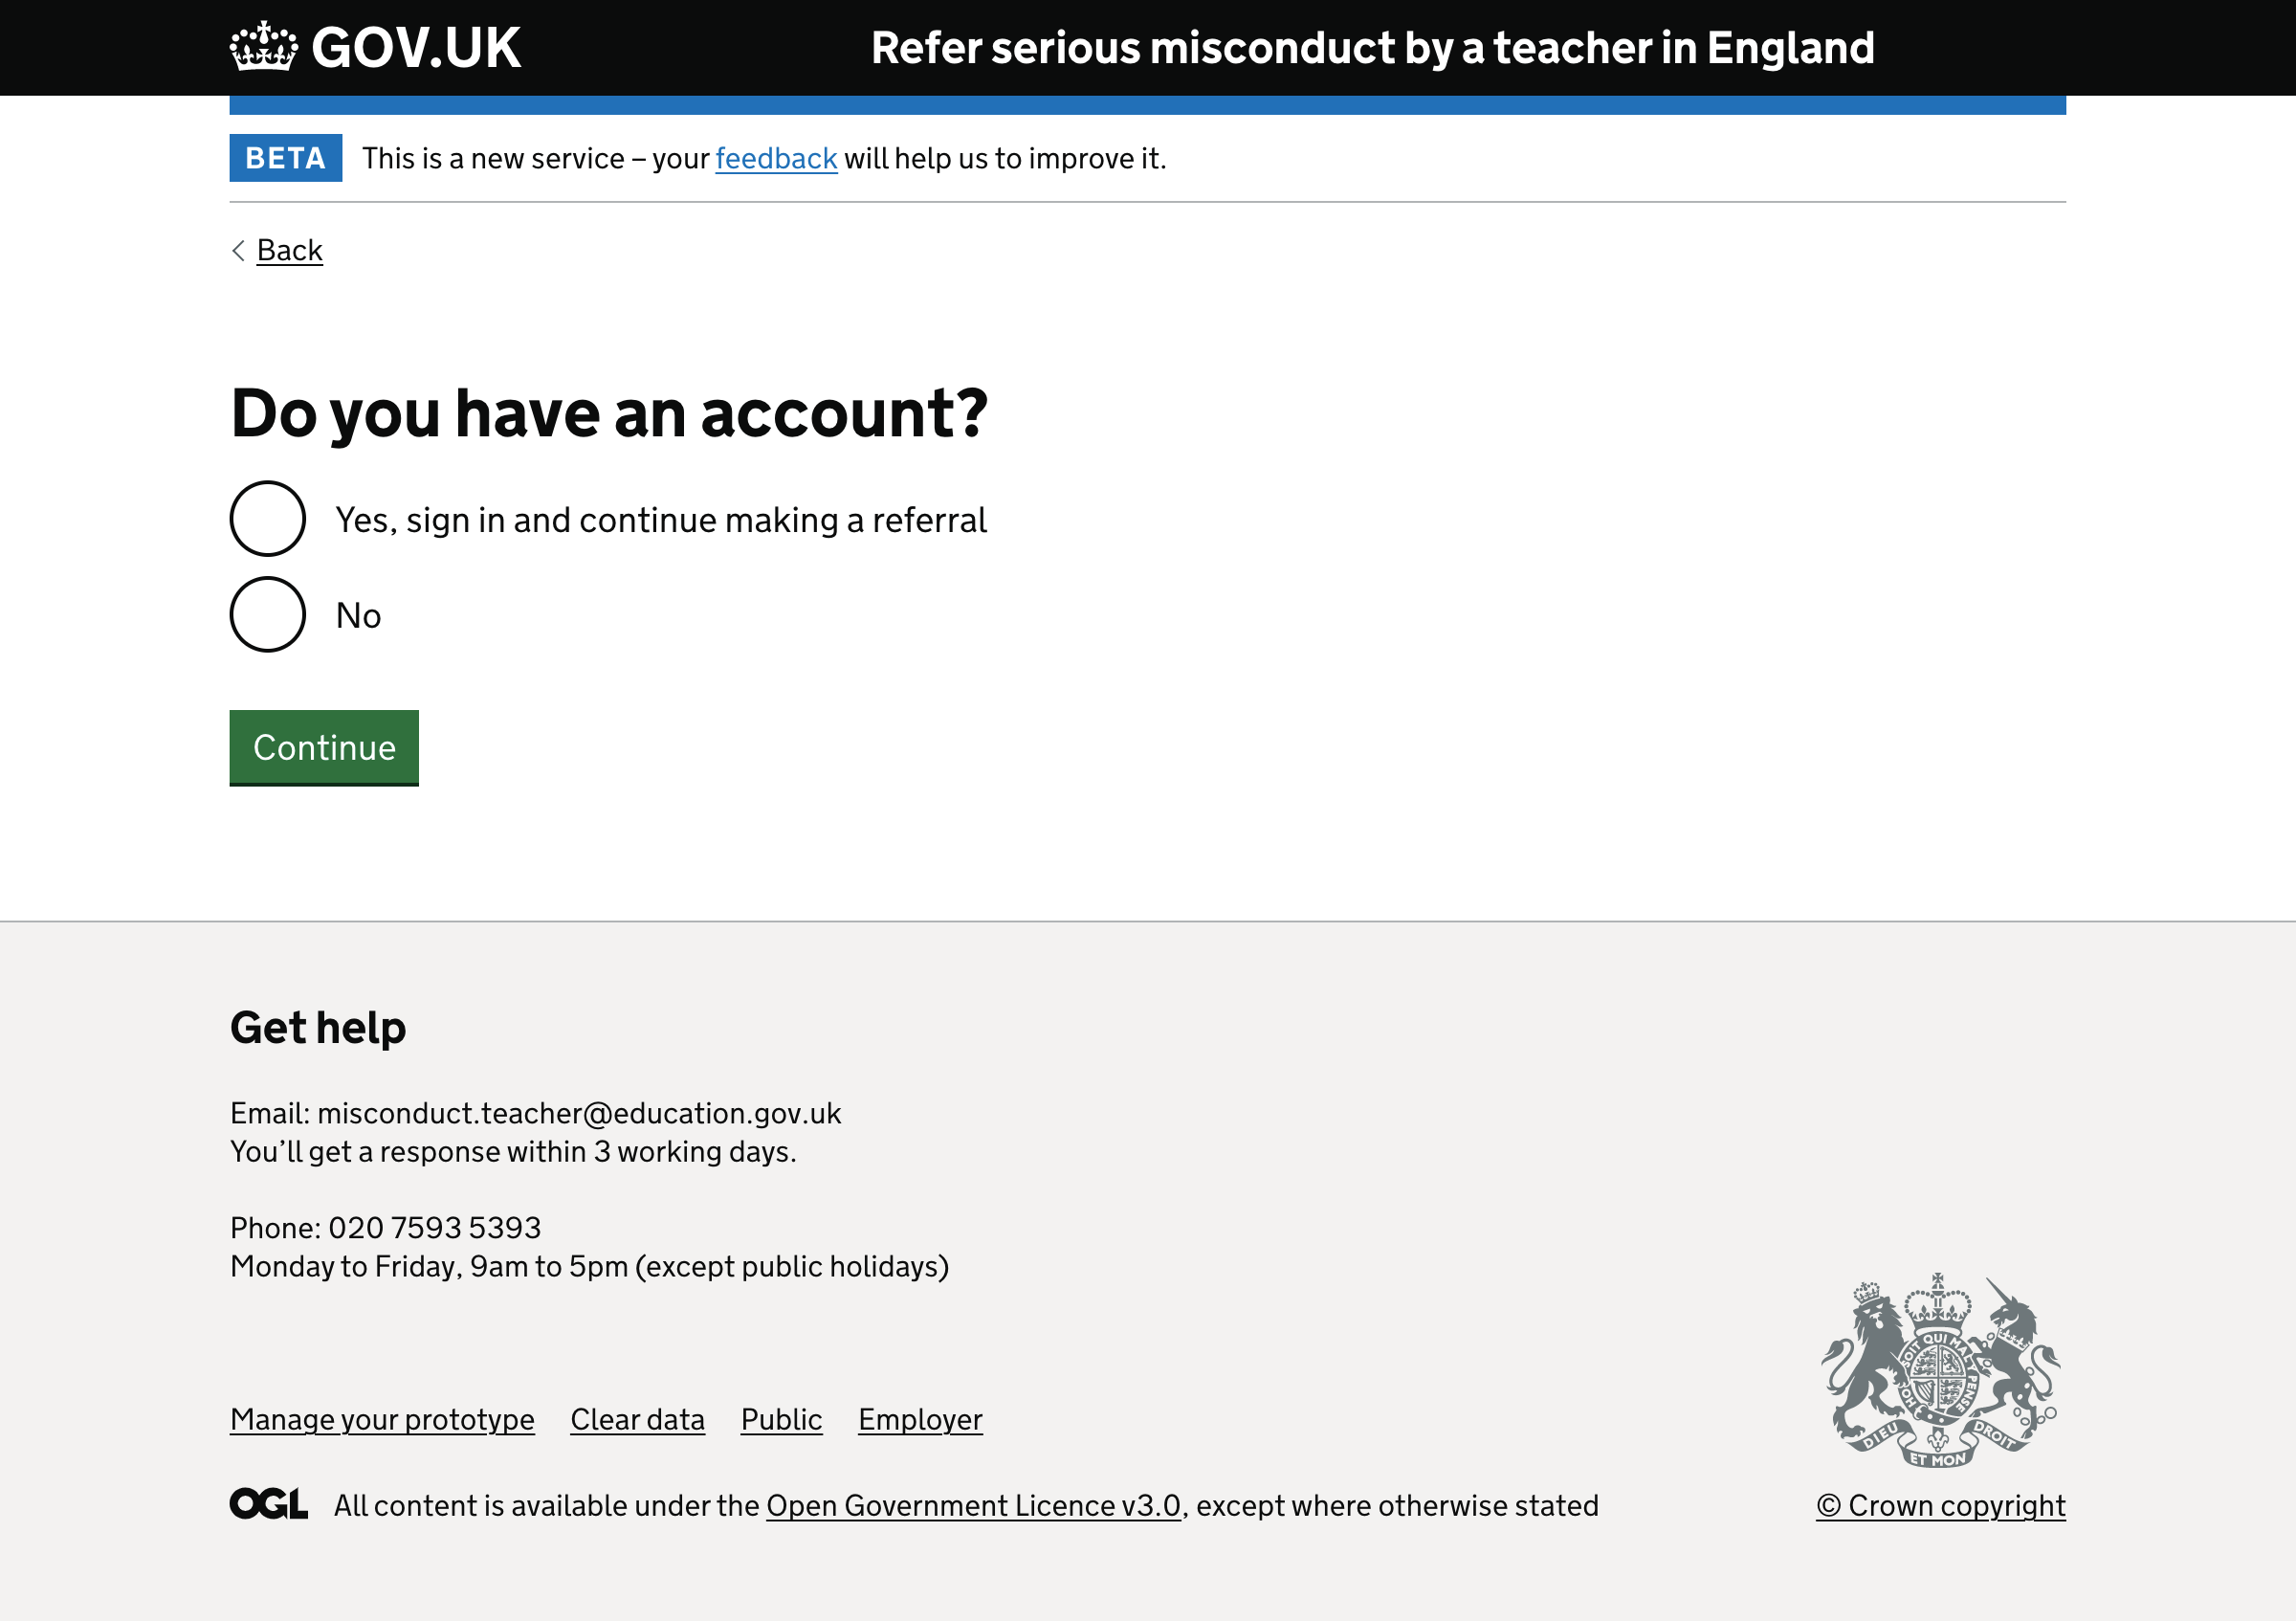 GOV.UK
Refer serious misconduct by a teacher in England
BETA This is a new service – your feedback will help us to improve it.
Back
Do you have an account?
Yes, sign in and continue making a referral
No
Continue
Get help
Email: misconduct.teacher@education.gov.uk
You’ll get a response within 3 working days.
Phone: 020 7593 5393
Monday to Friday, 9am to 5pm (except public holidays)
Manage your prototype Clear data Public Employer
SOIT QUI MAL Y PENSE
HON
DIEU ET MON DROIT
OGL All content is available under the Open Government Licence v3.0, except where otherwise stated
© Crown copyright